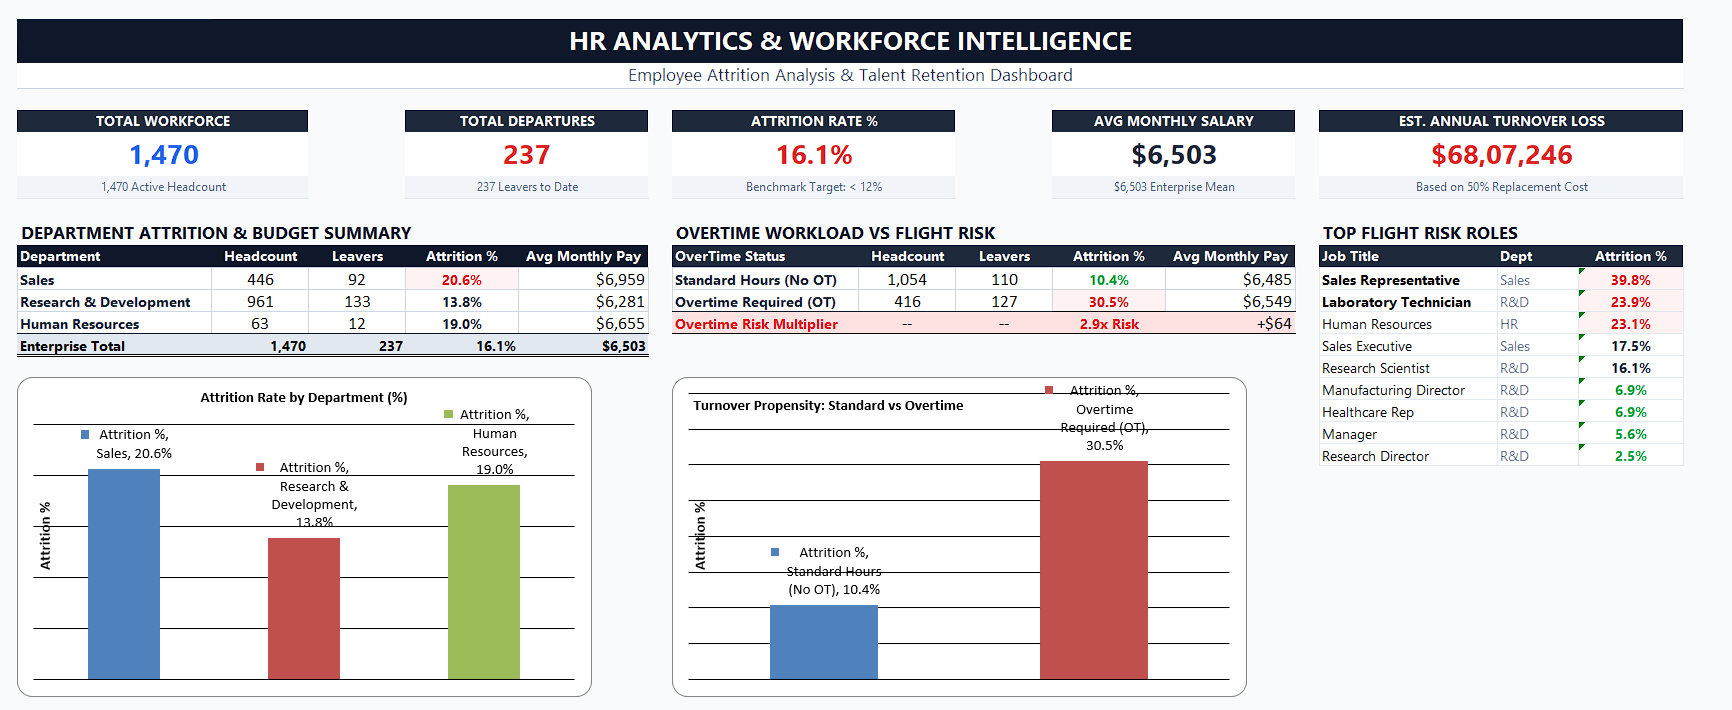 HR ANALYTICS & WORKFORCE INTELLIGENCE
Employee Attrition Analysis & Talent Retention Dashboard
TOTAL WORKFORCE
1,470
1,470 Active Headcount
TOTAL DEPARTURES
237
237 Leavers to Date
ATTRITION RATE %
16.1%
Benchmark Target: < 12%
AVG MONTHLY SALARY
$6,503
$6,503 Enterprise Mean
EST. ANNUAL TURNOVER LOSS
$68,07,246
Based on 50% Replacement Cost
DEPARTMENT ATTRITION & BUDGET SUMMARY
Department Headcount Leavers Attrition % Avg Monthly Pay
Sales 446 92 20.6% $6,959
Research & Development 961 133 13.8% $6,281
Human Resources 63 12 19.0% $6,655
Enterprise Total 1,470 237 16.1% $6,503
OVERTIME WORKLOAD VS FLIGHT RISK
OverTime Status Headcount Leavers Attrition % Avg Monthly Pay
Standard Hours (No OT) 1,054 110 10.4% $6,485
Overtime Required (OT) 416 127 30.5% $6,549
Overtime Risk Multiplier -- -- 2.9x Risk +$64
TOP FLIGHT RISK ROLES
Job Title Dept Attrition %
Sales Representative Sales 39.8%
Laboratory Technician R&D 23.9%
Human Resources HR 23.1%
Sales Executive Sales 17.5%
Research Scientist R&D 16.1%
Manufacturing Director R&D 6.9%
Healthcare Rep R&D 6.9%
Manager R&D 5.6%
Research Director R&D 2.5%
Attrition Rate by Department (%)
Attrition %
Attrition %,
Sales, 20.6%
Attrition %,
Research &
Development,
13.8%
Attrition %,
Human
Resources,
19.0%
Turnover Propensity: Standard vs Overtime
Attrition %
Attrition %,
Standard Hours
(No OT), 10.4%
Attrition %,
Overtime
Required (OT),
30.5%